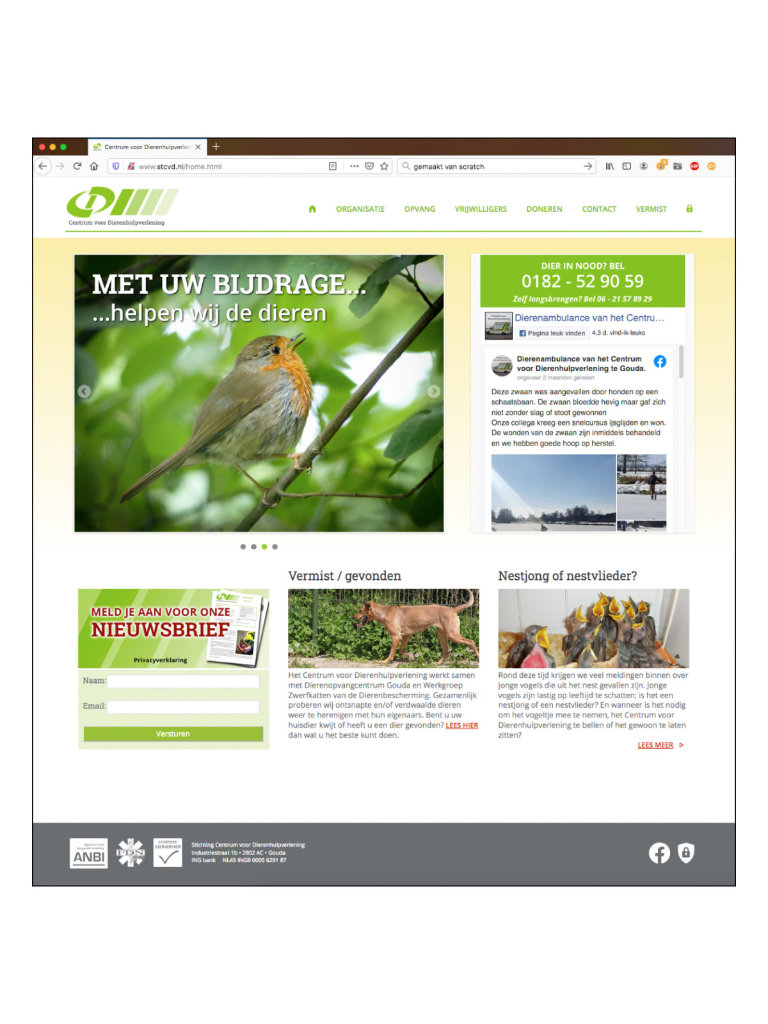 Centrum voor Dierenhulpverlen
www.stcvd.nl/home.html
gemaakt van scratch
CD
Centrum voor Dierenhulpverlening
ORGANISATIE OPVANG VRIJWILLIGERS DONEREN CONTACT VERMIST
MET UW BIJDRAGE...
...helpen wij de dieren
DIER IN NOOD? BEL
0182 - 52 90 59
Zelf langsbrengen? Bel 06 - 21 57 89 29
Dierenambulance van het Centru...
Pagina leuk vinden 4,3 d. vind-ik-leuks
Dierenambulance van het Centrum
voor Dierenhulpverlening te Gouda.
ongeveer 2 maanden geleden
Deze zwaan was aangevallen door honden op een
schaatsbaan. De zwaan bloedde hevig maar gaf zich
niet zonder slag of stoot gewonnen
Onze collega kreeg een snelcursus ijsglijden en won.
De wonden van de zwaan zijn inmiddels behandeld
en we hebben goede hoop op herstel.
MELD JE AAN VOOR ONZE
NIEUWSBRIEF
Privacyverklaring
Naam:
Email:
Versturen
Vermist / gevonden
Het Centrum voor Dierenhulpverlening werkt samen
met Dierenopvangcentrum Gouda en Werkgroep
Zwerfkatten van de Dierenbescherming. Gezamenlijk
proberen wij ontsnapte en/of verdwaalde dieren
weer te herenigen met hun eigenaars. Bent u uw
huisdier kwijt of heeft u een dier gevonden? LEES HIER
dan wat u het beste kunt doen.
Nestjong of nestvlieder?
Rond deze tijd krijgen we veel meldingen binnen over
jonge vogels die uit het nest gevallen zijn. Jonge
vogels zijn lastig op leeftijd te schatten; is het een
nestjong of een nestvlieder? En wanneer is het nodig
om het vogeltje mee te nemen, het Centrum voor
Dierenhulpverlening te bellen of het gewoon te laten
zitten?
LEES MEER >
ANBI
FDN
Stichting Centrum voor Dierenhulpverlening
Industriestraat 1b • 2802 AC • Gouda
ING bank NL45 INGB 0005 6291 87